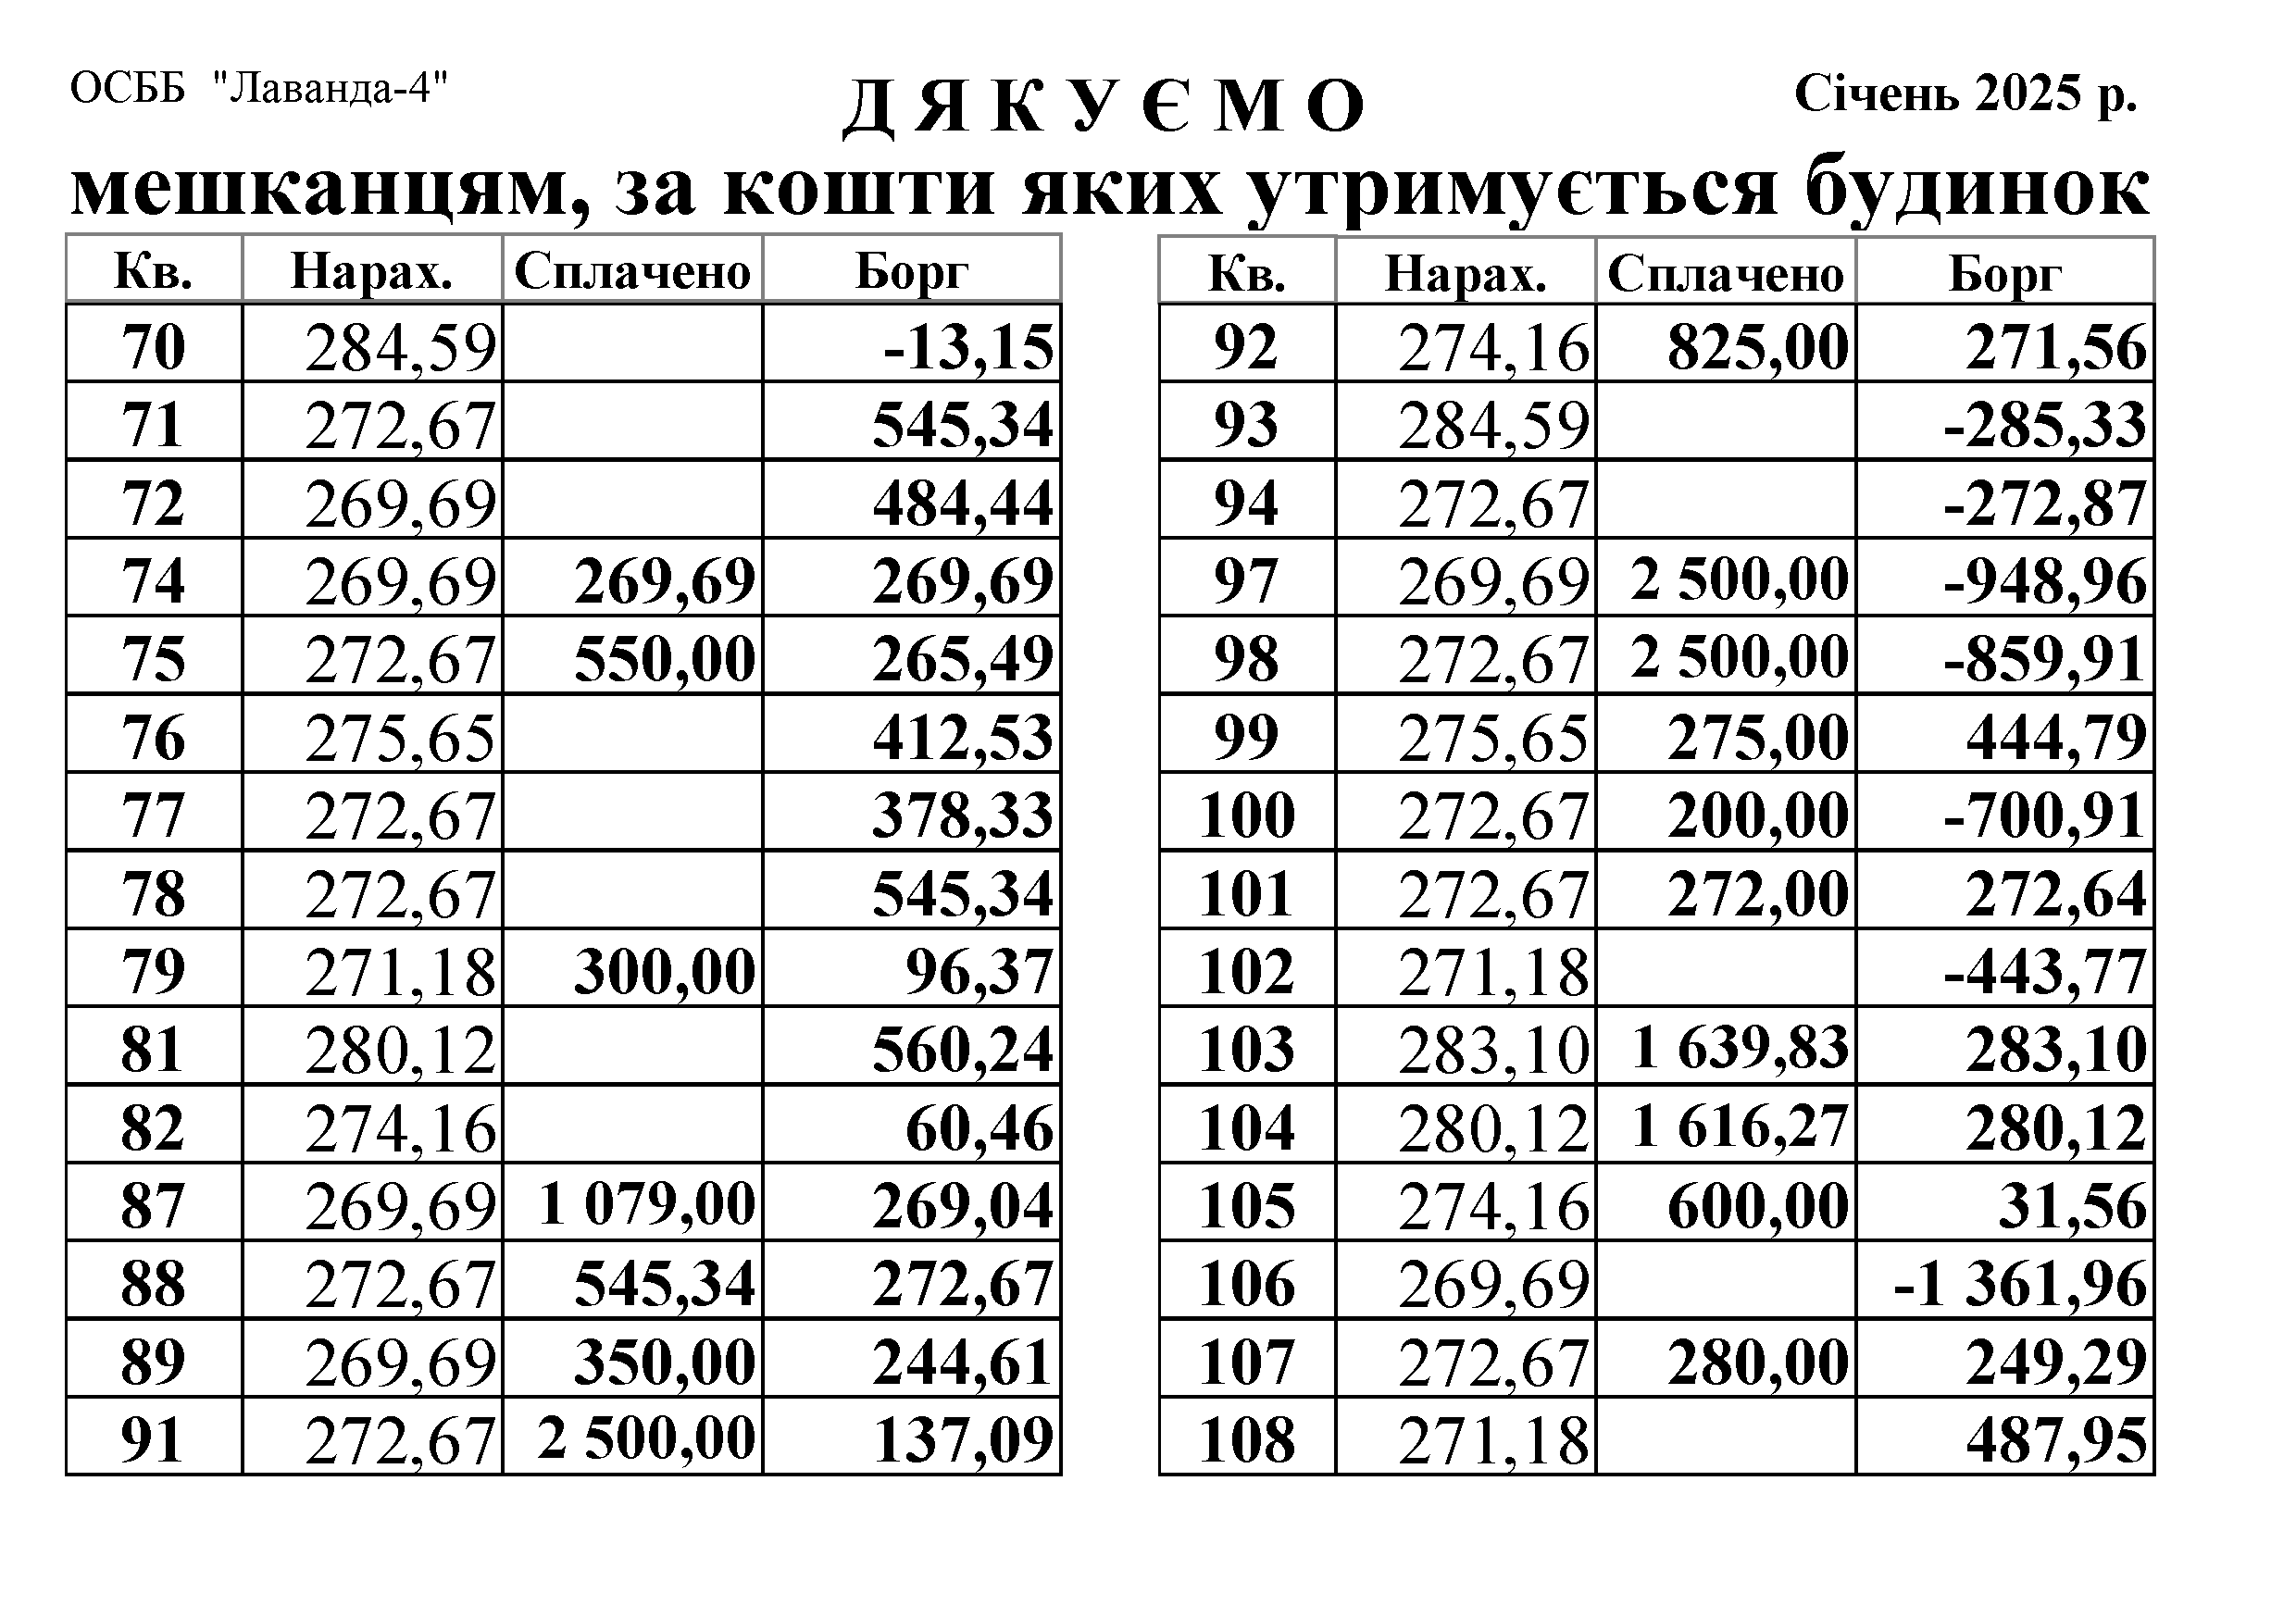 ОСББ "Лаванда-4"
Д Я К У Є М О
Січень 2025 р.
мешканцям, за кошти яких утримується будинок
Кв. Нарах. Сплачено Борг
70 284,59 -13,15
71 272,67 545,34
72 269,69 484,44
74 269,69 269,69 269,69
75 272,67 550,00 265,49
76 275,65 412,53
77 272,67 378,33
78 272,67 545,34
79 271,18 300,00 96,37
81 280,12 560,24
82 274,16 60,46
87 269,69 1 079,00 269,04
88 272,67 545,34 272,67
89 269,69 350,00 244,61
91 272,67 2 500,00 137,09
Кв. Нарах. Сплачено Борг
92 274,16 825,00 271,56
93 284,59 -285,33
94 272,67 -272,87
97 269,69 2 500,00 -948,96
98 272,67 2 500,00 -859,91
99 275,65 275,00 444,79
100 272,67 200,00 -700,91
101 272,67 272,00 272,64
102 271,18 -443,77
103 283,10 1 639,83 283,10
104 280,12 1 616,27 280,12
105 274,16 600,00 31,56
106 269,69 -1 361,96
107 272,67 280,00 249,29
108 271,18 487,95